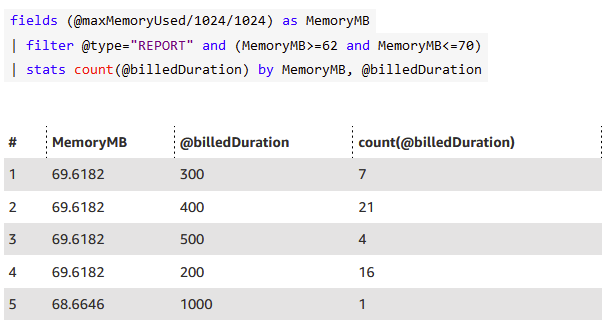 fields (@maxMemoryUsed/1024/1024) as MemoryMB
| filter @type="REPORT" and (MemoryMB>=62 and MemoryMB<=70)
| stats count(@billedDuration) by MemoryMB, @billedDuration
# MemoryMB @billedDuration count(@billedDuration)
1 69.6182 300 7
2 69.6182 400 21
3 69.6182 500 4
4 69.6182 200 16
5 68.6646 1000 1